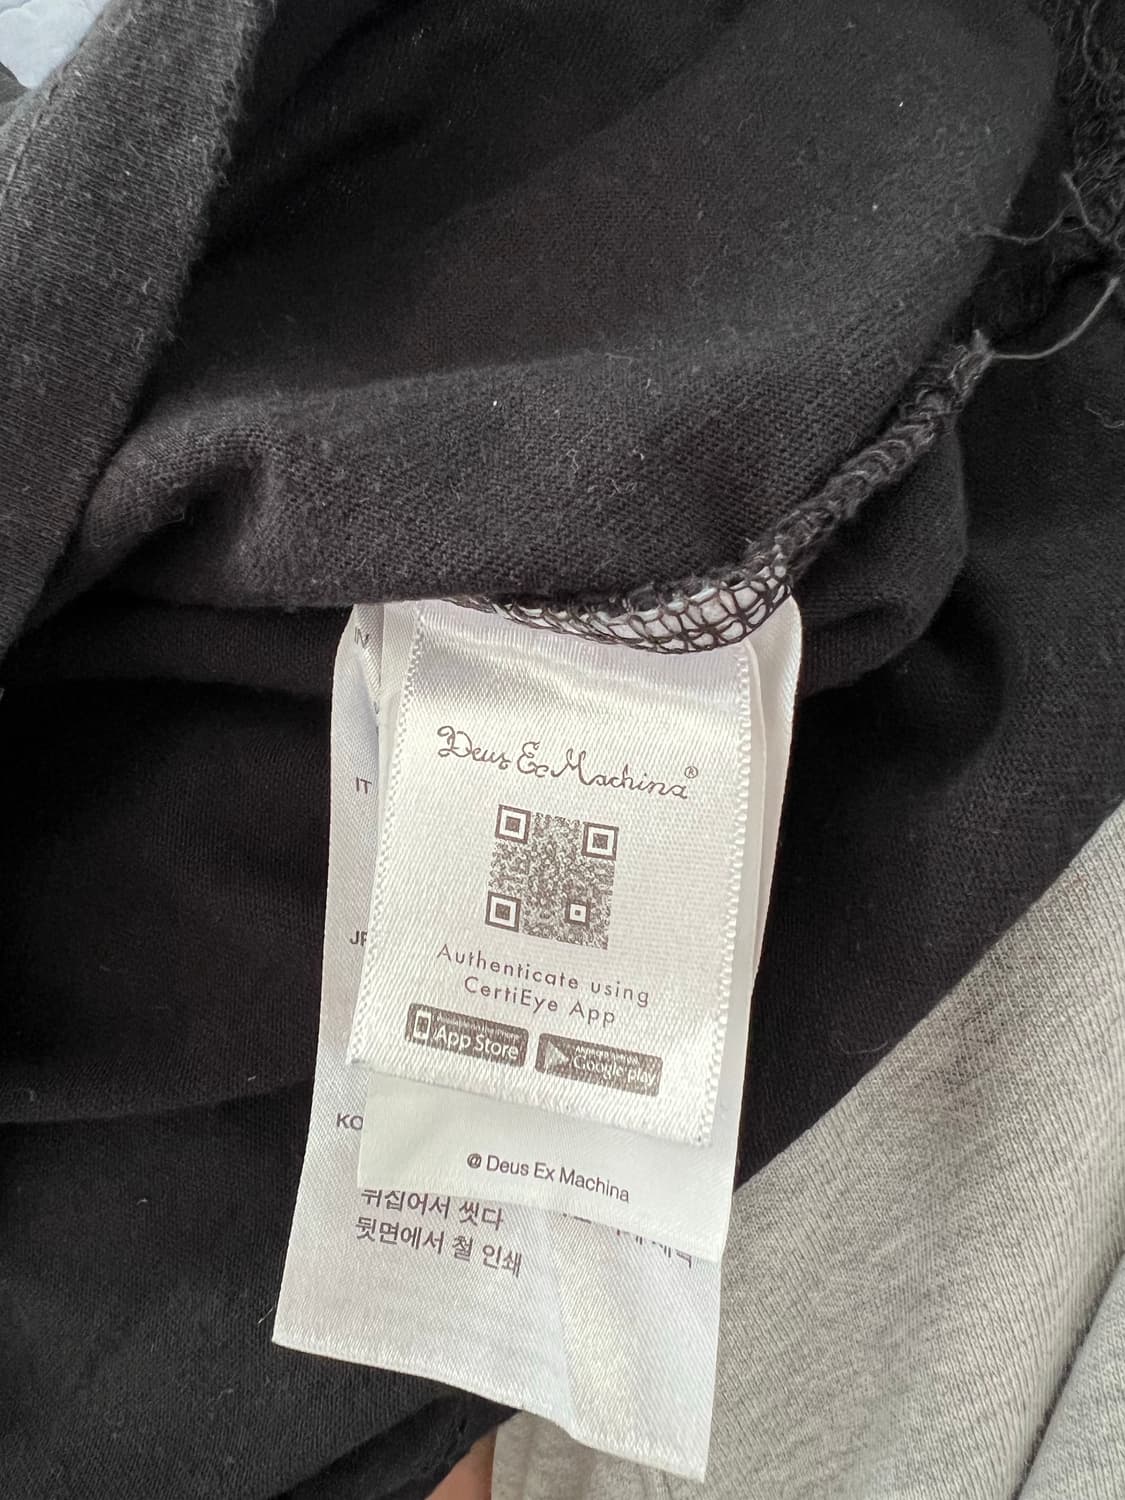 Deus Ex Machina®
Authenticate using
CertiEye App
App Store
Google play
@ Deus Ex Machina
IT
KO
뒤집어서 씻다
뒷면에서 철 인쇄